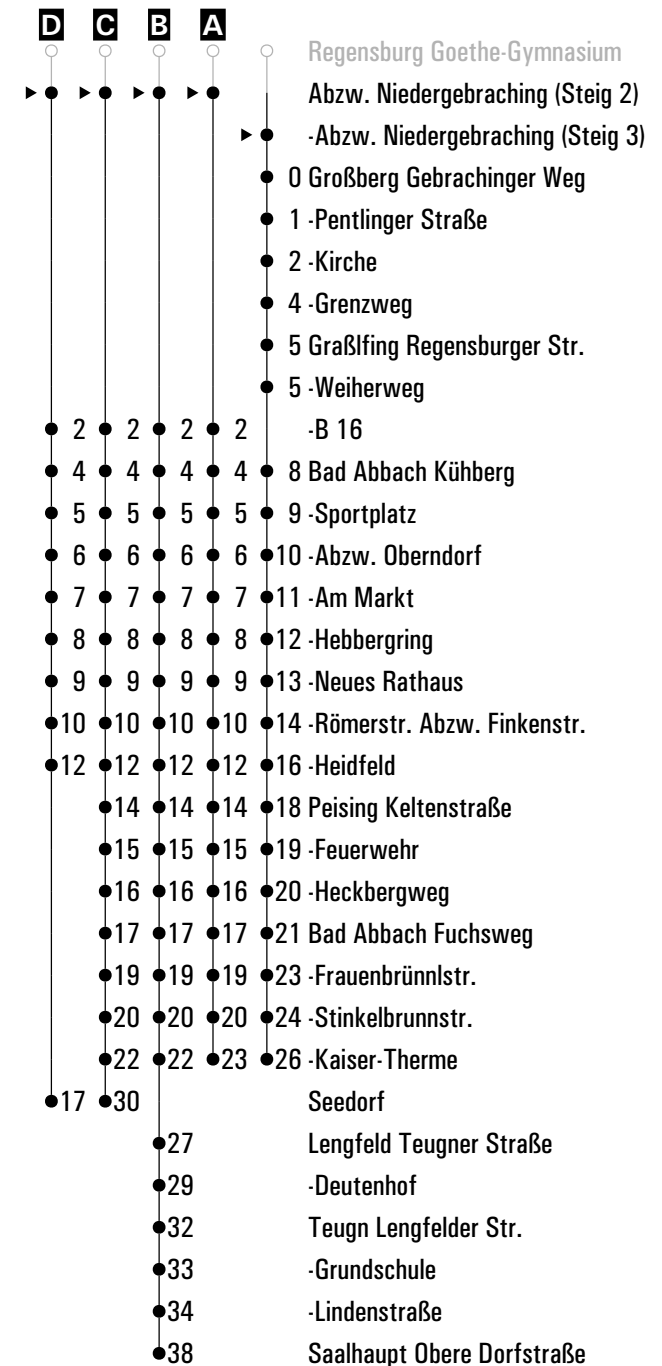 D C B A
Regensburg Goethe-Gymnasium
Abzw. Niedergebraching (Steig 2)
-Abzw. Niedergebraching (Steig 3)
0 Großberg Gebrachinger Weg
1 -Pentlinger Straße
2 -Kirche
4 -Grenzweg
5 Graßlfing Regensburger Str.
5 -Weiherweg
2 2 2 2 -B 16
4 4 4 4 8 Bad Abbach Kühberg
5 5 5 5 9 -Sportplatz
6 6 6 6 10 -Abzw. Oberndorf
7 7 7 7 11 -Am Markt
8 8 8 8 12 -Hebbergring
9 9 9 9 13 -Neues Rathaus
10 10 10 10 14 -Römerstr. Abzw. Finkenstr.
12 12 12 12 16 -Heidfeld
14 14 14 18 Peising Keltenstraße
15 15 15 19 -Feuerwehr
16 16 16 20 -Heckbergweg
17 17 17 21 Bad Abbach Fuchsweg
19 19 19 23 -Frauenbrünnlstr.
20 20 20 24 -Stinkelbrunnstr.
22 22 23 26 -Kaiser-Therme
17 30 Seedorf
27 Lengfeld Teugner Straße
29 -Deutenhof
32 Teugn Lengfelder Str.
33 -Grundschule
34 -Lindenstraße
38 Saalhaupt Obere Dorfstraße